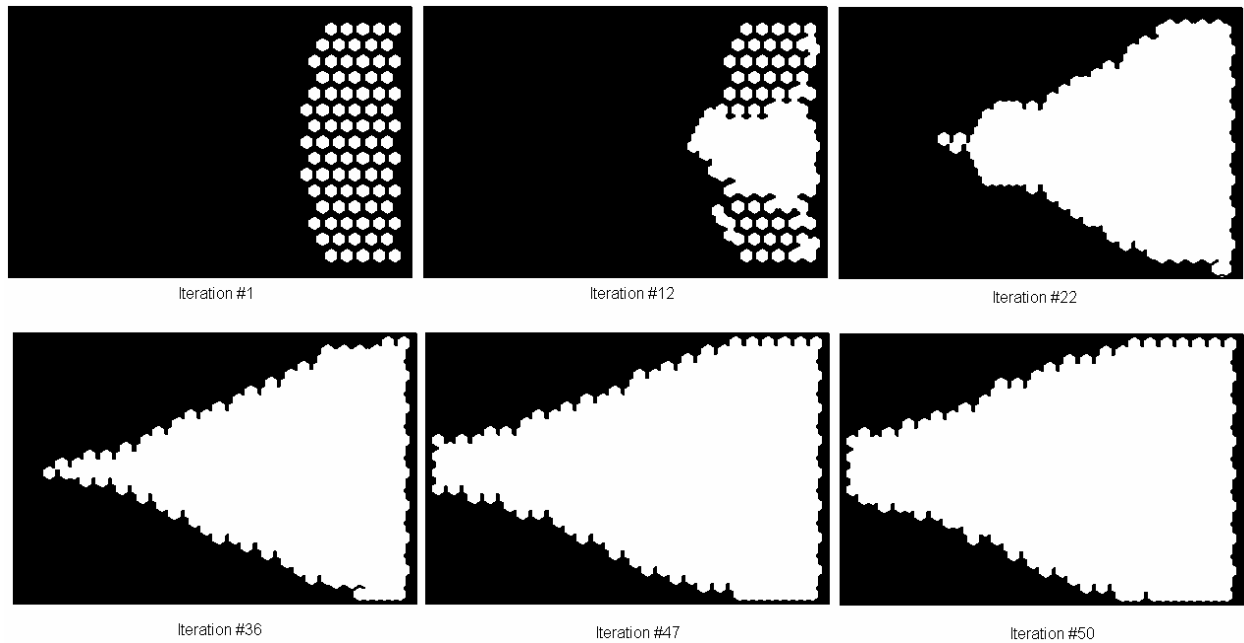 Iteration #1
Iteration #12
Iteration #22
Iteration #36
Iteration #47
Iteration #50